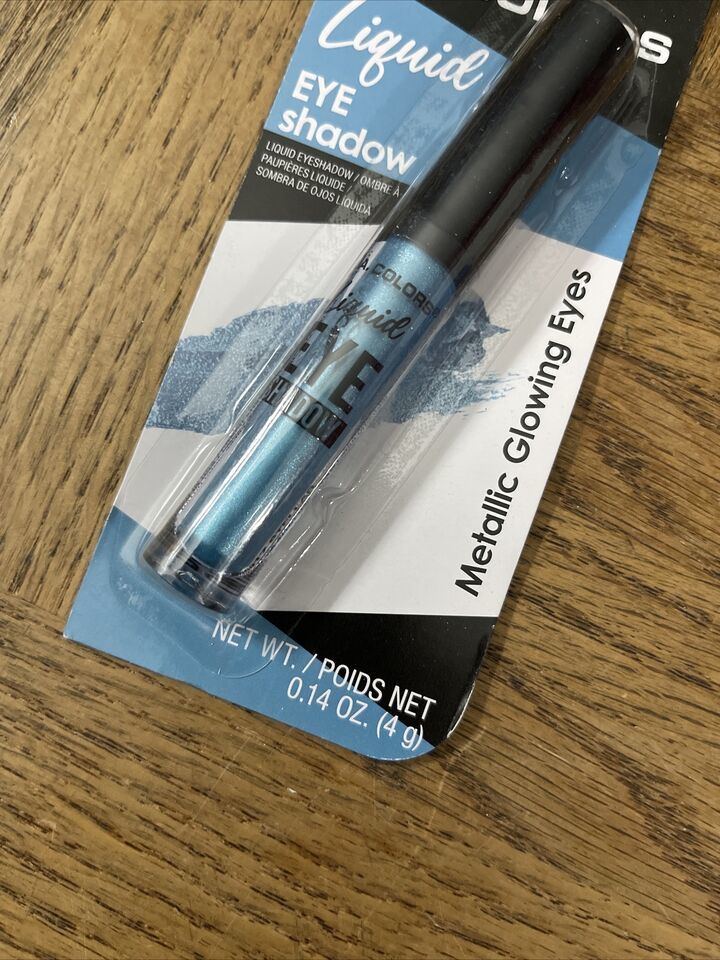 Liquid
EYE
shadow
LIQUID EYESHADOW / OMBRE À
PAUPIÈRES LIQUIDE /
SOMBRA DE OJOS LÍQUIDA
A. COLORS
Liquid
EYE
SHADOW
Metallic Glowing Eyes
NET WT. / POIDS NET
0.14 OZ. (4 g)